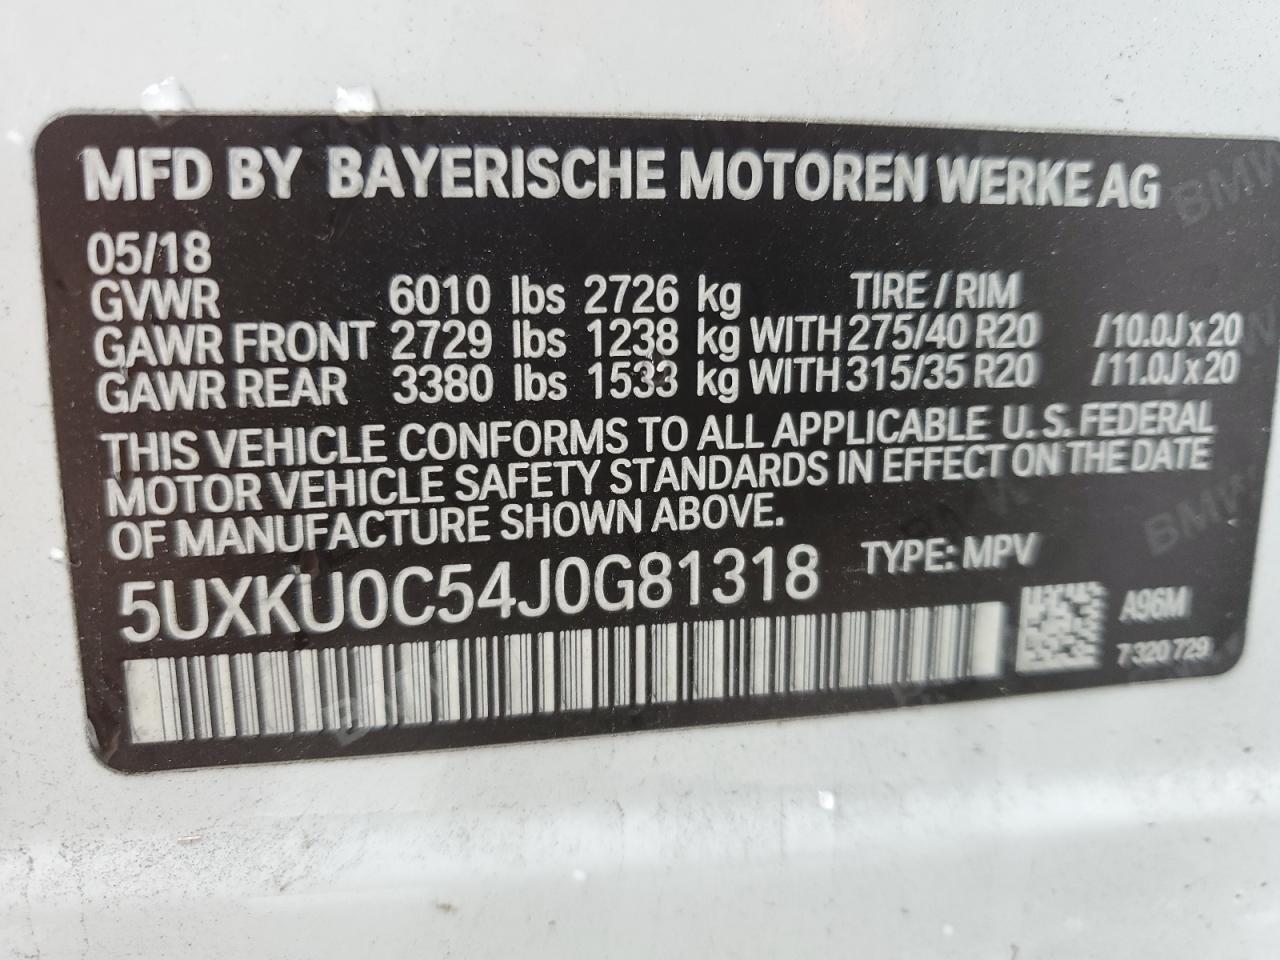 MFD BY BAYERISCHE MOTOREN WERKE AG
05/18
GVWR 6010 lbs 2726 kg TIRE / RIM
GAWR FRONT 2729 lbs 1238 kg WITH 275/40 R20 /10.0J x 20
GAWR REAR 3380 lbs 1533 kg WITH 315/35 R20 /11.0J x 20
THIS VEHICLE CONFORMS TO ALL APPLICABLE U.S. FEDERAL
MOTOR VEHICLE SAFETY STANDARDS IN EFFECT ON THE DATE
OF MANUFACTURE SHOWN ABOVE.
5UXKU0C54J0G81318 TYPE: MPV
A96M
7 320 729